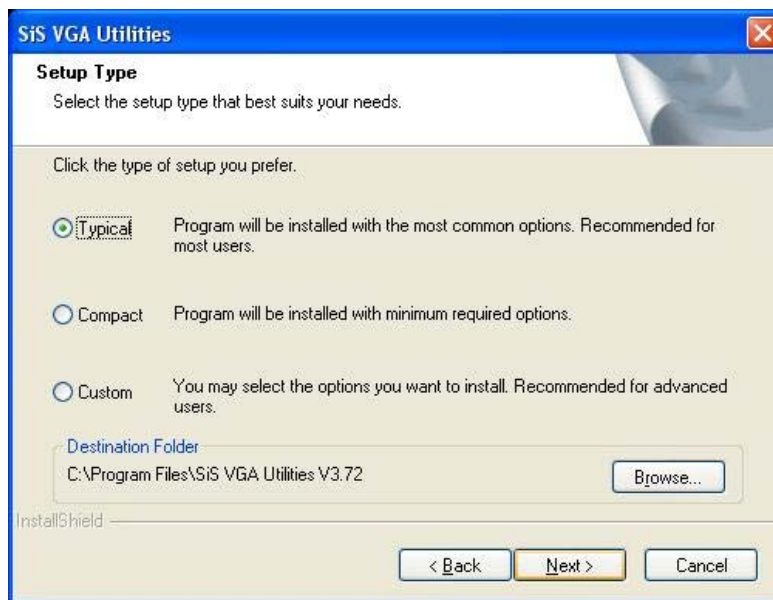 SiS VGA Utilities
Setup Type
Select the setup type that best suits your needs.
Click the type of setup you prefer.
Typical
Program will be installed with the most common options. Recommended for
most users.
Compact
Program will be installed with minimum required options.
Custom
You may select the options you want to install. Recommended for advanced
users.
Destination Folder
C:\Program Files\SiS VGA Utilities V3.72
Browse...
InstallShield
< Back
Next >
Cancel